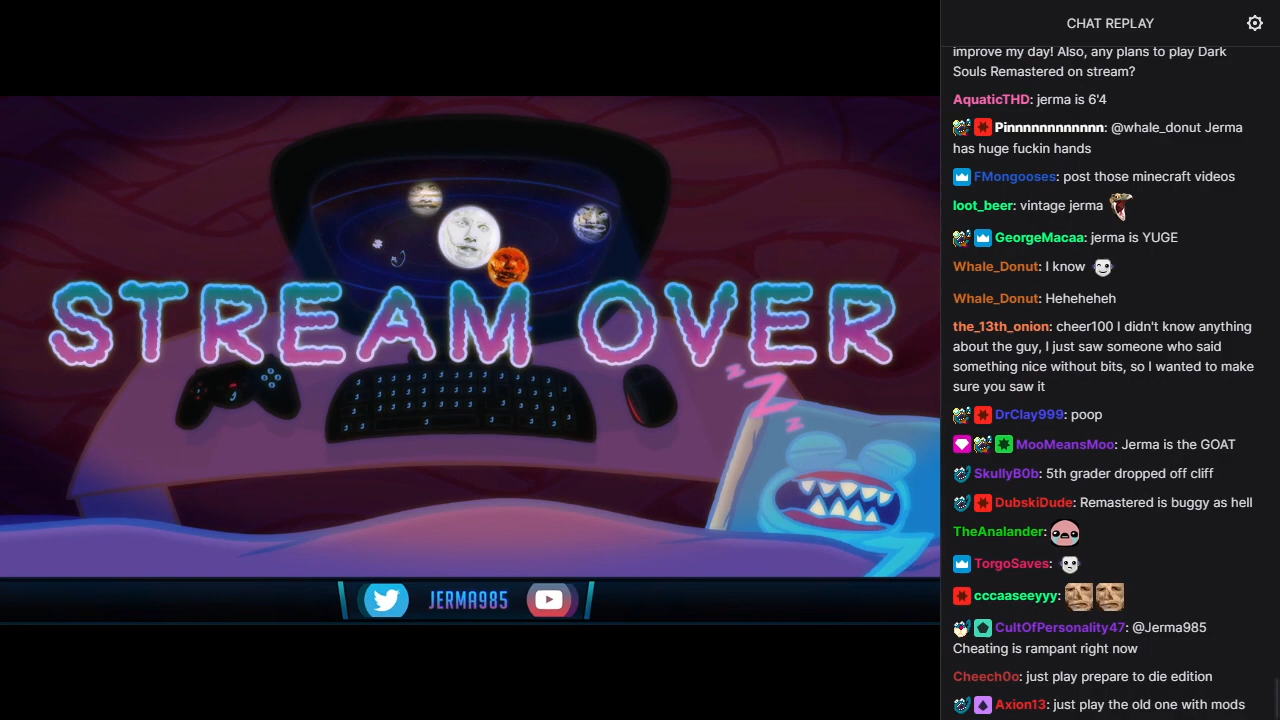 STREAM OVER
z
Z
z
JERMA985
CHAT REPLAY
improve my day! Also, any plans to play Dark
Souls Remastered on stream?
AquaticTHD: jerma is 6'4
Pinnnnnnnnnnnn: @whale_donut Jerma
has huge fuckin hands
FMongooses: post those minecraft videos
loot_beer: vintage jerma
GeorgeMacaa: jerma is YUGE
Whale_Donut: I know
Whale_Donut: Heheheheh
the_13th_onion: cheer100 I didn't know anything
about the guy, I just saw someone who said
something nice without bits, so I wanted to make
sure you saw it
DrClay999: poop
MooMeansMoo: Jerma is the GOAT
SkullyB0b: 5th grader dropped off cliff
DubskiDude: Remastered is buggy as hell
TheAnalander:
TorgoSaves:
cccaaseeyyy:
CultOfPersonality47: @Jerma985
Cheating is rampant right now
Cheech0o: just play prepare to die edition
Axion13: just play the old one with mods